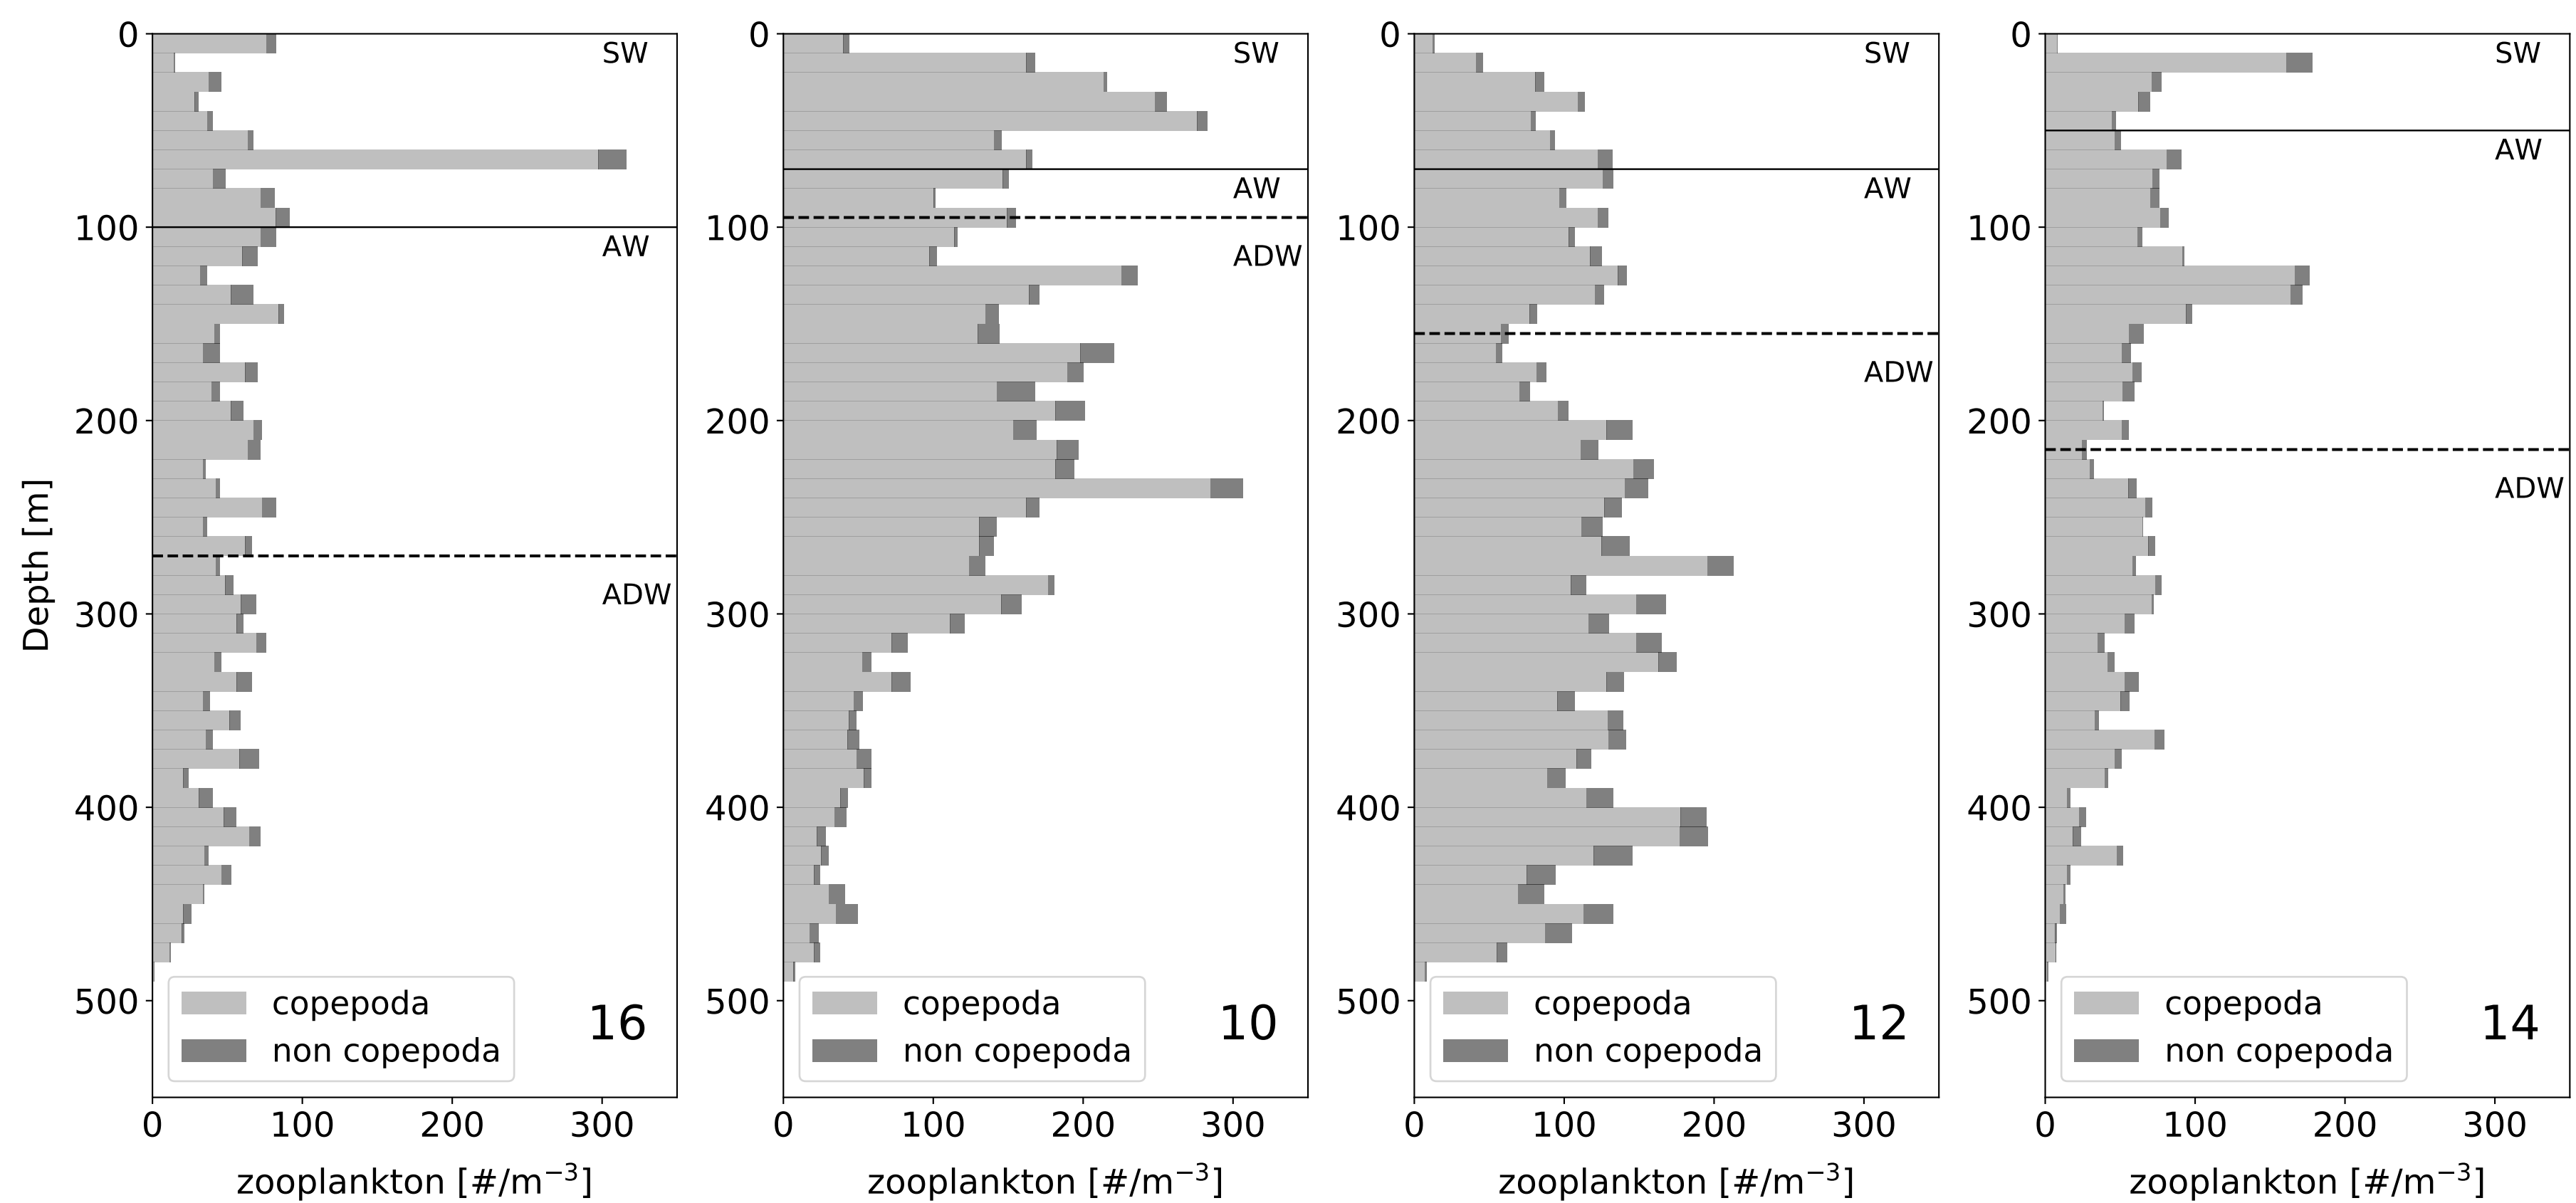 Depth [m]
0
100
200
300
400
500
SW
AW
ADW
copepoda
non copepoda
16
0 100 200 300
zooplankton [#/m⁻³]
0
100
200
300
400
500
SW
AW
ADW
copepoda
non copepoda
10
0 100 200 300
zooplankton [#/m⁻³]
0
100
200
300
400
500
SW
AW
ADW
copepoda
non copepoda
12
0 100 200 300
zooplankton [#/m⁻³]
0
100
200
300
400
500
SW
AW
ADW
copepoda
non copepoda
14
0 100 200 300
zooplankton [#/m⁻³]